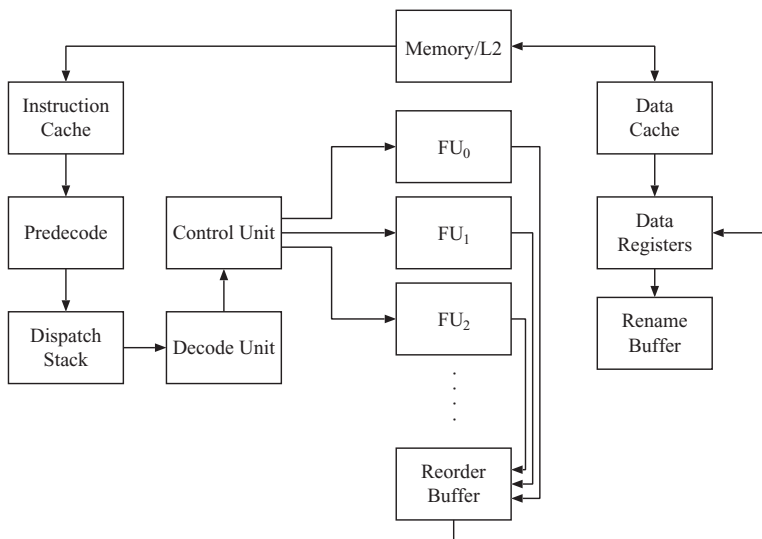 Memory/L2
Instruction
Cache
Data
Cache
FU₀
Predecode
Control Unit
FU₁
Data
Registers
Dispatch
Stack
Decode Unit
FU₂
Rename
Buffer
Reorder
Buffer